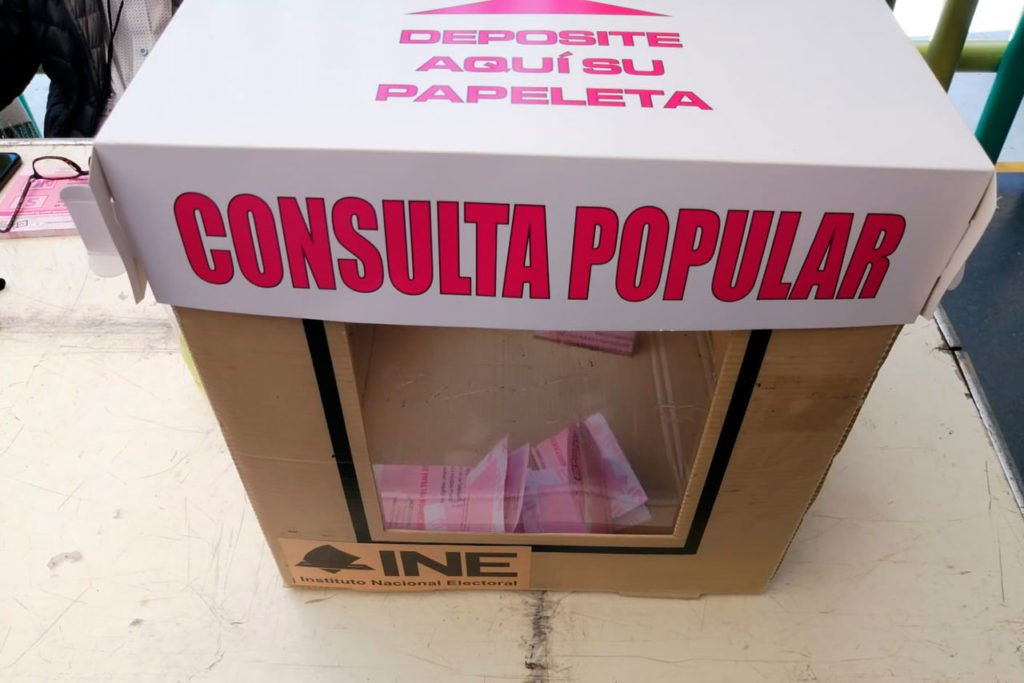 DEPOSITE
AQUÍ SU
PAPELETA
CONSULTA POPULAR
INE
Instituto Nacional Electoral